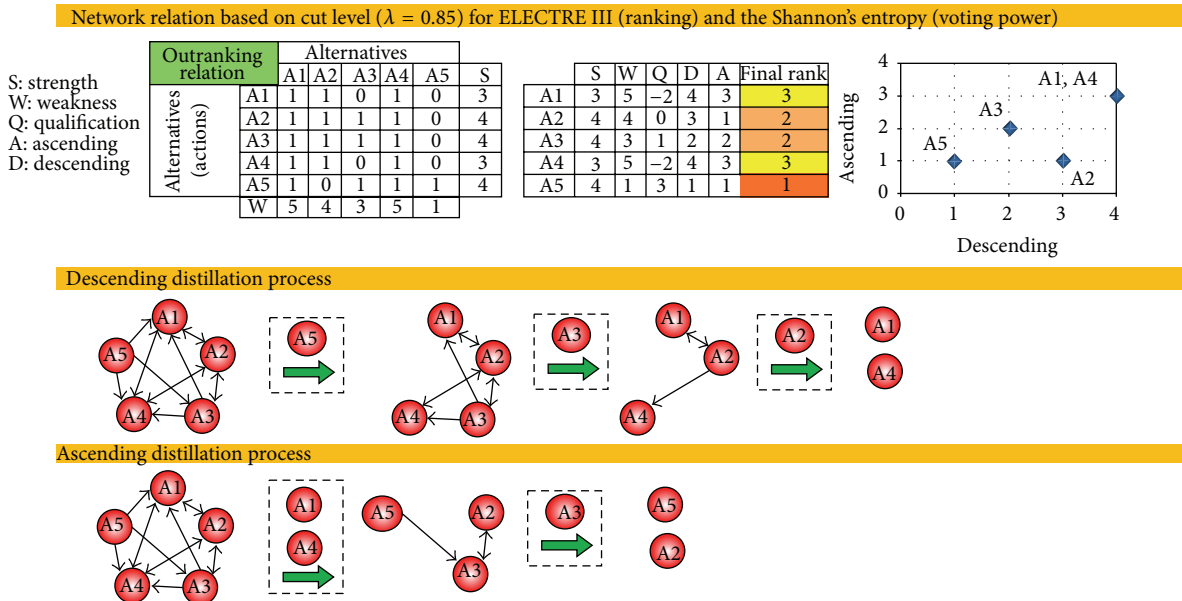 Network relation based on cut level (λ = 0.85) for ELECTRE III (ranking) and the Shannon's entropy (voting power)
S: strength
W: weakness
Q: qualification
A: ascending
D: descending
Outranking relation
Alternatives
A1 A2 A3 A4 A5 S
Alternatives (actions)
A1 1 1 0 1 0 3
A2 1 1 1 1 0 4
A3 1 1 1 1 0 4
A4 1 1 0 1 0 3
A5 1 0 1 1 1 4
W 5 4 3 5 1
S W Q D A Final rank
A1 3 5 −2 4 3 3
A2 4 4 0 3 1 2
A3 4 3 1 2 2 2
A4 3 5 −2 4 3 3
A5 4 1 3 1 1 1
Ascending
4
3
2
1
0
A1, A4
A3
A5
A2
0 1 2 3 4
Descending
Descending distillation process
A1
A5
A2
A4
A3
A5
A1
A2
A4
A3
A3
A1
A2
A4
A2
A1
A4
Ascending distillation process
A1
A5
A2
A4
A3
A1
A4
A5
A2
A3
A3
A5
A2